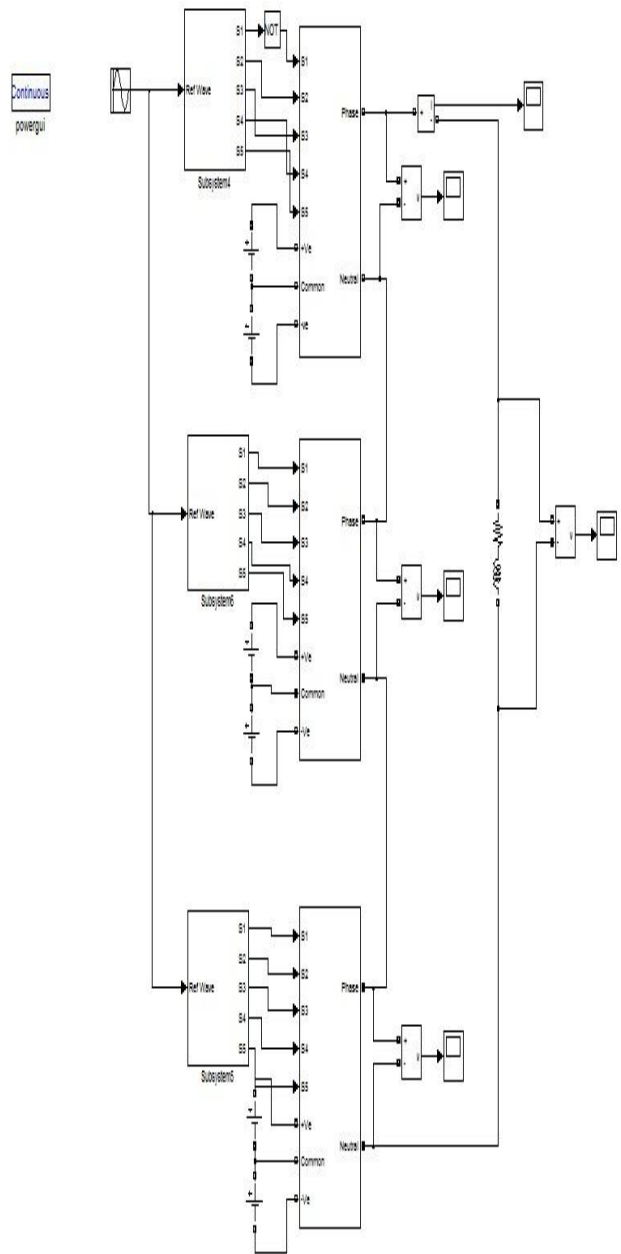 Continuous
powergui
Ref Wave
S1
S2
S3
S4
S5
Subsystem4
NOT
S1
S2
S3
S4
S5
+Ve
Common
-Ve
Phase
Neutral
Ref Wave
S1
S2
S3
S4
S5
Subsystem6
S1
S2
S3
S4
S5
+Ve
Common
-Ve
Phase
Neutral
Ref Wave
S1
S2
S3
S4
S5
Subsystem5
S1
S2
S3
S4
S5
+Ve
Common
-Ve
Phase
Neutral